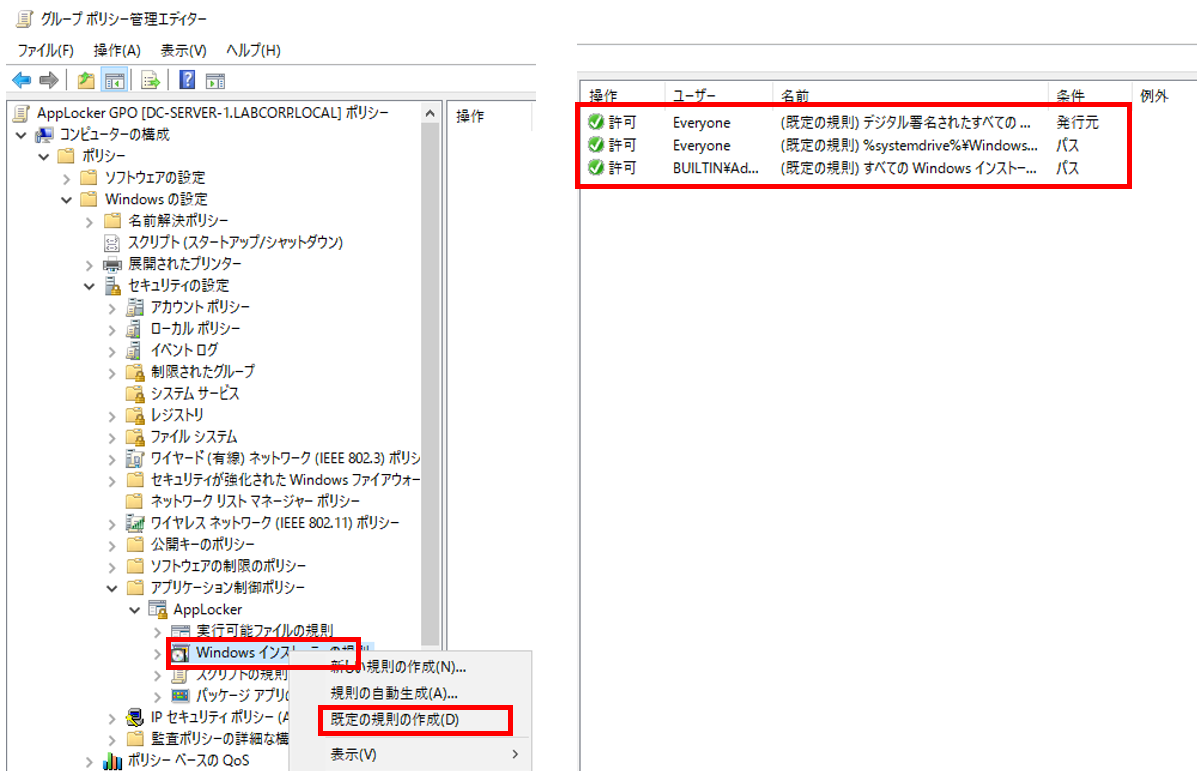 グループ ポリシー管理エディター
ファイル(F) 操作(A) 表示(V) ヘルプ(H)
AppLocker GPO [DC-SERVER-1.LABCORP.LOCAL] ポリシー
コンピューターの構成
ポリシー
ソフトウェアの設定
Windows の設定
名前解決ポリシー
スクリプト (スタートアップ/シャットダウン)
展開されたプリンター
セキュリティの設定
アカウント ポリシー
ローカル ポリシー
イベント ログ
制限されたグループ
システム サービス
レジストリ
ファイル システム
ワイヤード (有線) ネットワーク (IEEE 802.3) ポリシ
セキュリティが強化された Windows ファイアウォー
ネットワーク リスト マネージャー ポリシー
ワイヤレス ネットワーク (IEEE 802.11) ポリシー
公開キーのポリシー
ソフトウェアの制限のポリシー
アプリケーション制御ポリシー
AppLocker
実行可能ファイルの規則
Windows インストーラーの規則
スクリプトの規則
パッケージ アプリの
IP セキュリティ ポリシー (A
監査ポリシーの詳細な構
ポリシー ベースの QoS
操作
新しい規則の作成(N)...
規則の自動生成(A)...
既定の規則の作成(D)
表示(V)
操作 ユーザー 名前 条件 例外
許可 Everyone (既定の規則) デジタル署名されたすべての ... 発行元
許可 Everyone (既定の規則) %systemdrive%¥Windows... パス
許可 BUILTIN¥Ad... (既定の規則) すべての Windows インストー... パス